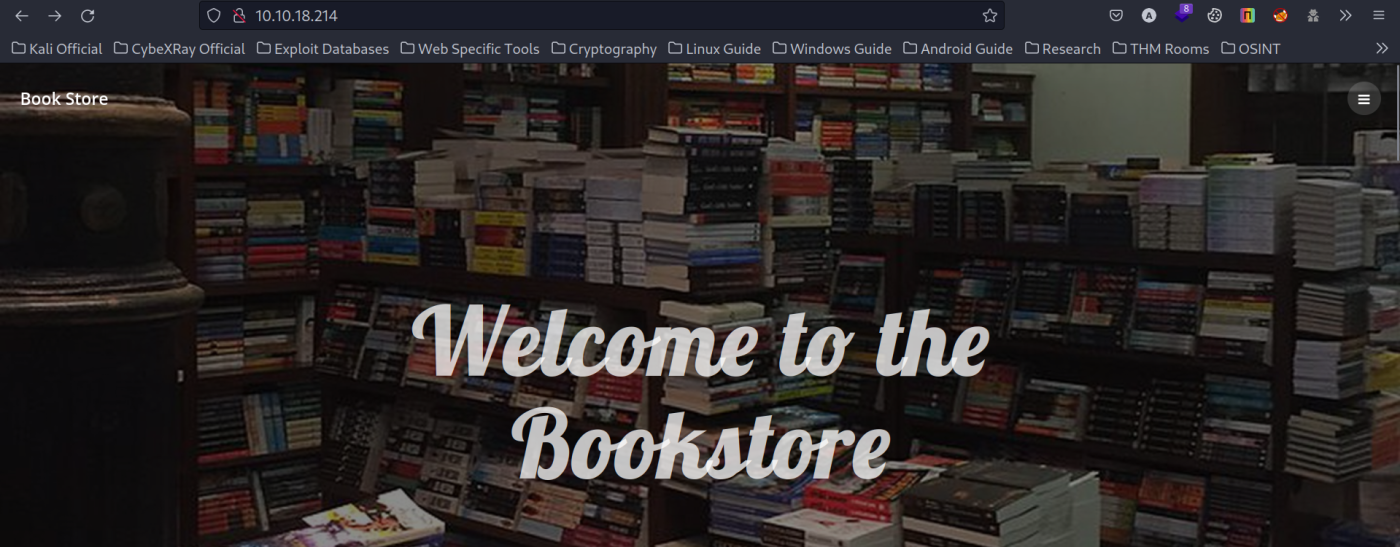 10.10.18.214
8
Kali Official CybeXRay Official Exploit Databases Web Specific Tools Cryptography Linux Guide Windows Guide Android Guide Research THM Rooms OSINT
Book Store
Welcome to the
Bookstore